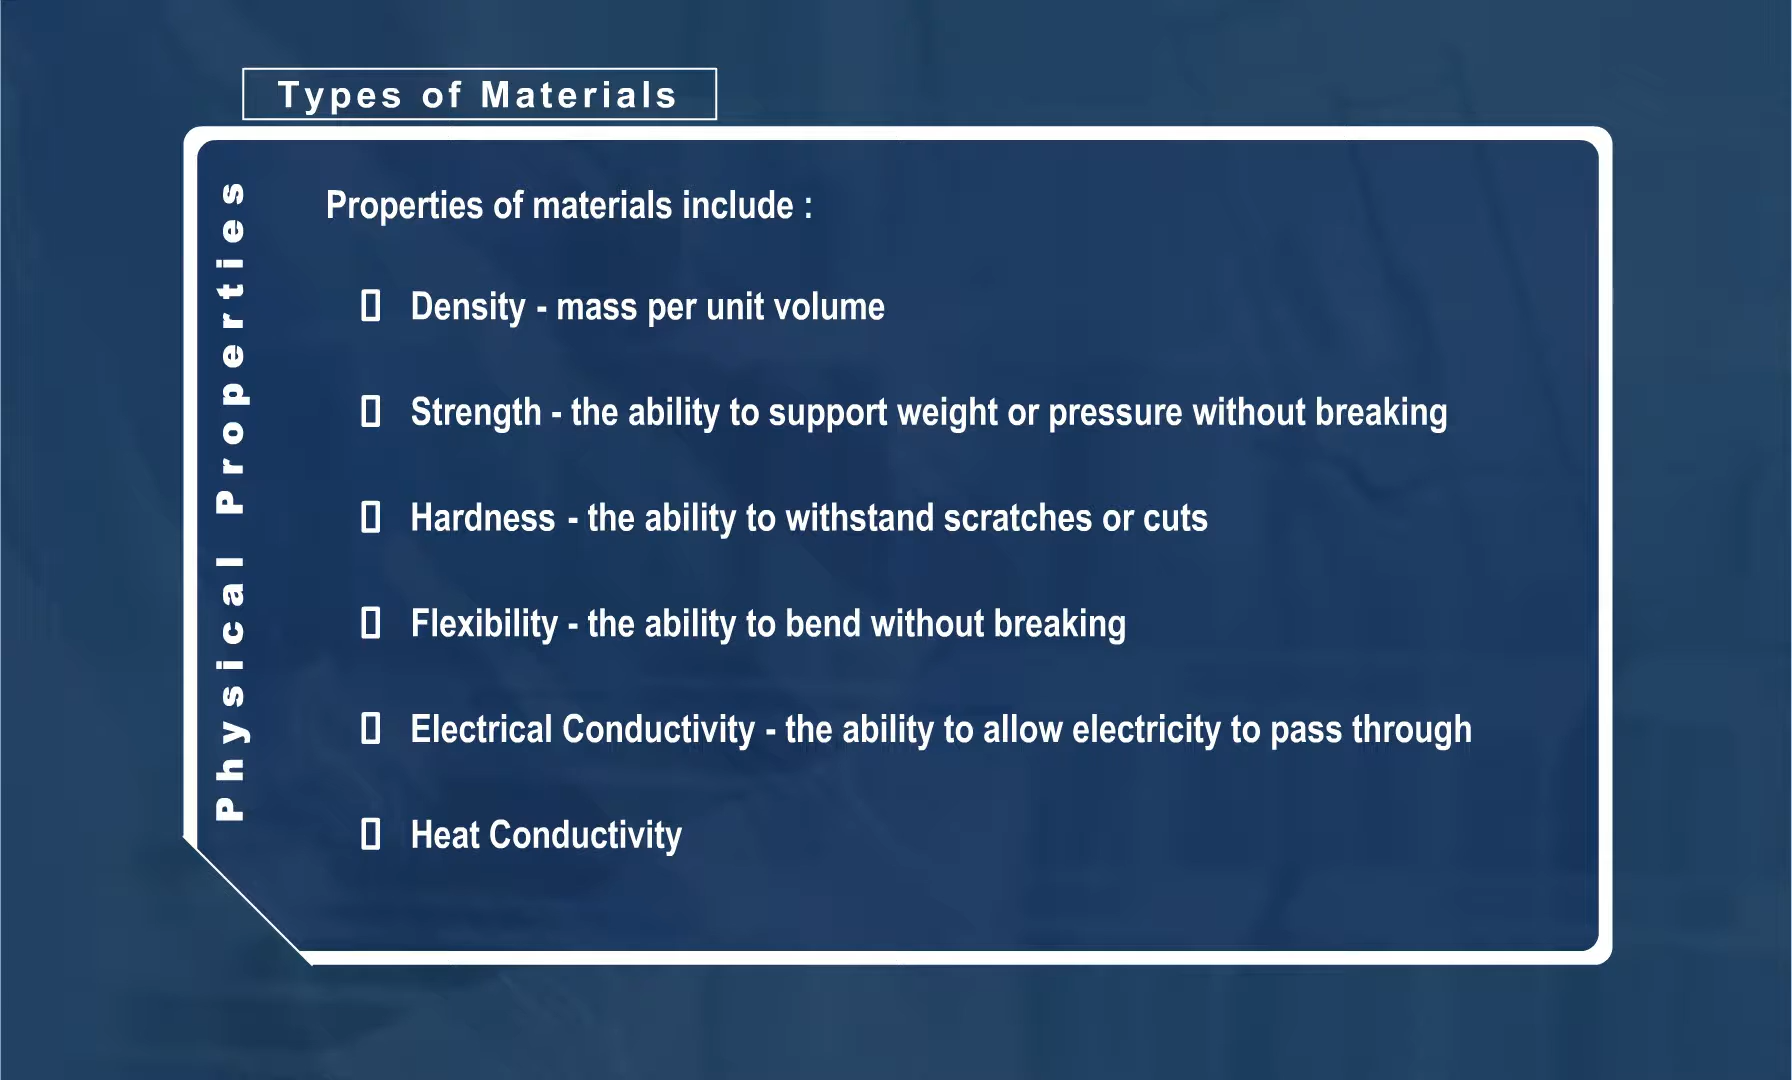 Types of Materials
Physical Properties
Properties of materials include :
Density - mass per unit volume
Strength - the ability to support weight or pressure without breaking
Hardness - the ability to withstand scratches or cuts
Flexibility - the ability to bend without breaking
Electrical Conductivity - the ability to allow electricity to pass through
Heat Conductivity